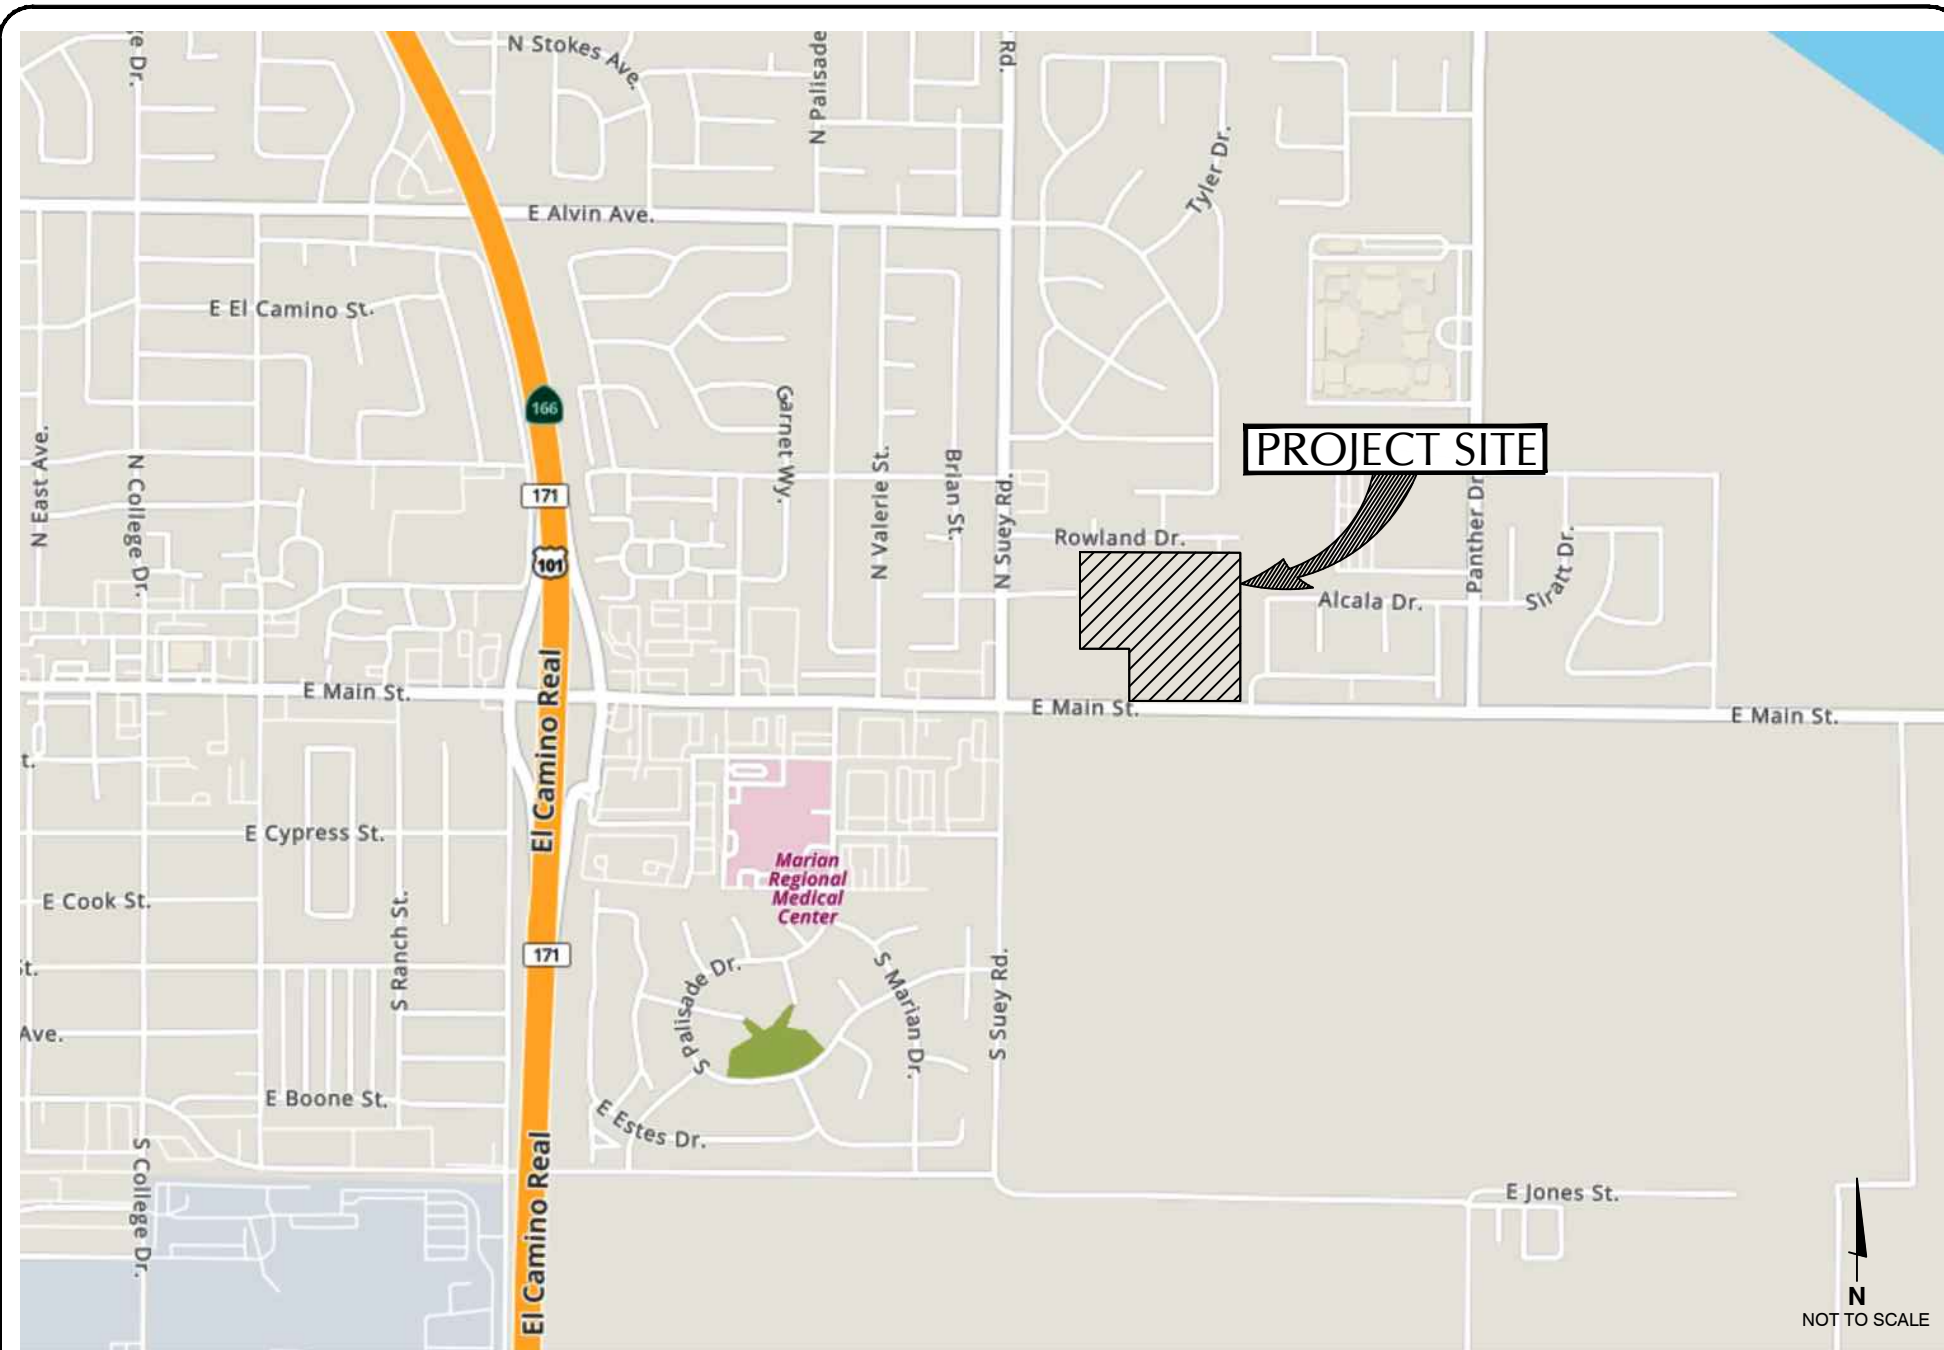 ge Dr.
N Stokes Ave.
N Palisade
Rd.
Tyler Dr.
E Alvin Ave.
E El Camino St.
166
Garnet Wy.
N East Ave.
N College Dr.
171
N Valerie St.
Brian St.
N Suey Rd.
PROJECT SITE
Panther Dr.
Rowland Dr.
101
Alcala Dr.
Siratt Dr.
E Main St.
El Camino Real
E Main St.
E Main St.
t.
E Cypress St.
Marian
Regional
Medical
Center
E Cook St.
S Ranch St.
171
St.
S Palisade Dr.
S Marian Dr.
S Suey Rd.
Ave.
E Boone St.
E Estes Dr.
S College Dr.
El Camino Real
E Jones St.
N
NOT TO SCALE